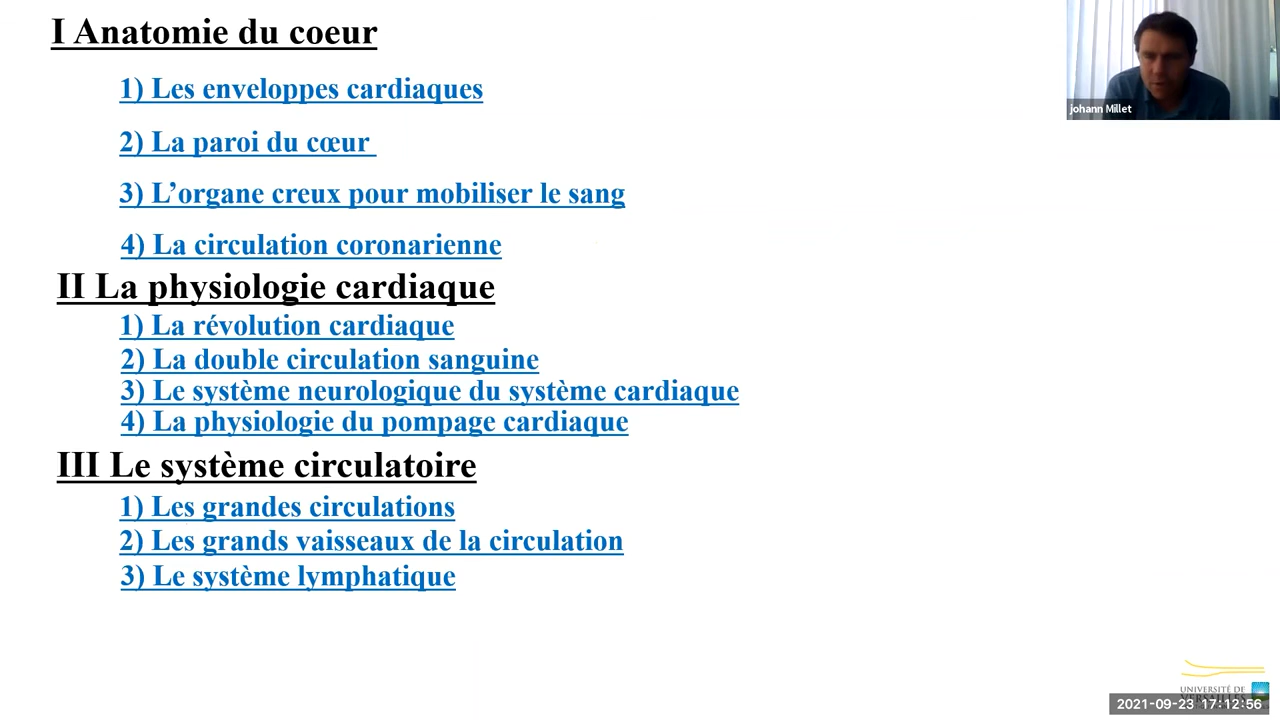 I Anatomie du coeur
1) Les enveloppes cardiaques
2) La paroi du cœur
3) L’organe creux pour mobiliser le sang
4) La circulation coronarienne
II La physiologie cardiaque
1) La révolution cardiaque
2) La double circulation sanguine
3) Le système neurologique du système cardiaque
4) La physiologie du pompage cardiaque
III Le système circulatoire
1) Les grandes circulations
2) Les grands vaisseaux de la circulation
3) Le système lymphatique
johann Millet
UNIVERSITÉ DE
VERSAILLES
2021-09-23 17:12:56